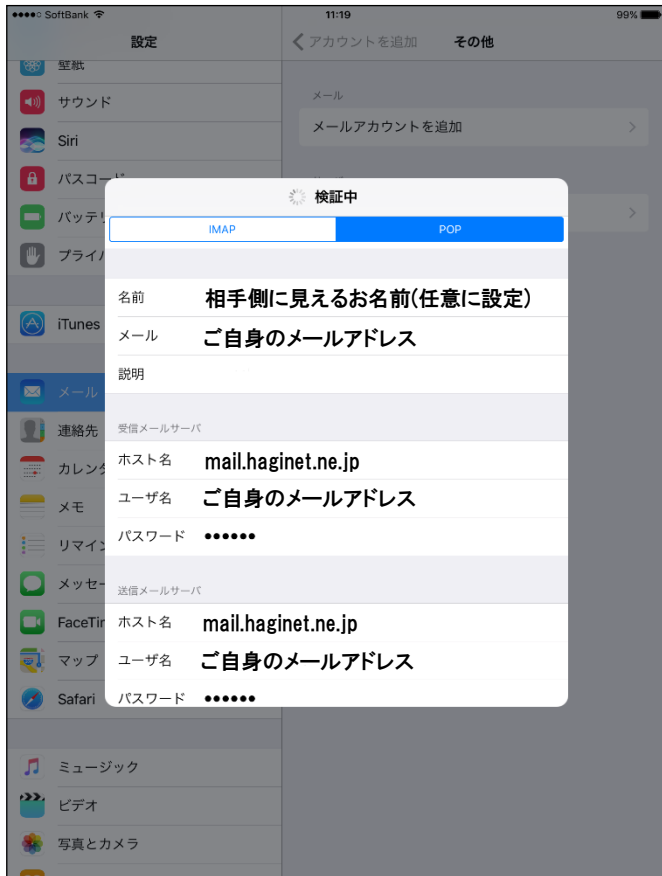 SoftBank 11:19 99%
設定
アカウントを追加 その他
壁紙
サウンド
Siri
パスコー
バッテリ
プライバ
iTunes
メール
連絡先
カレンダ
メモ
リマイン
メッセー
FaceTim
マップ
Safari
ミュージック
ビデオ
写真とカメラ
メール
メールアカウントを追加
検証中
IMAP POP
名前 相手側に見えるお名前(任意に設定)
メール ご自身のメールアドレス
説明
受信メールサーバ
ホスト名 mail.haginet.ne.jp
ユーザ名 ご自身のメールアドレス
パスワード ●●●●●●
送信メールサーバ
ホスト名 mail.haginet.ne.jp
ユーザ名 ご自身のメールアドレス
パスワード ●●●●●●